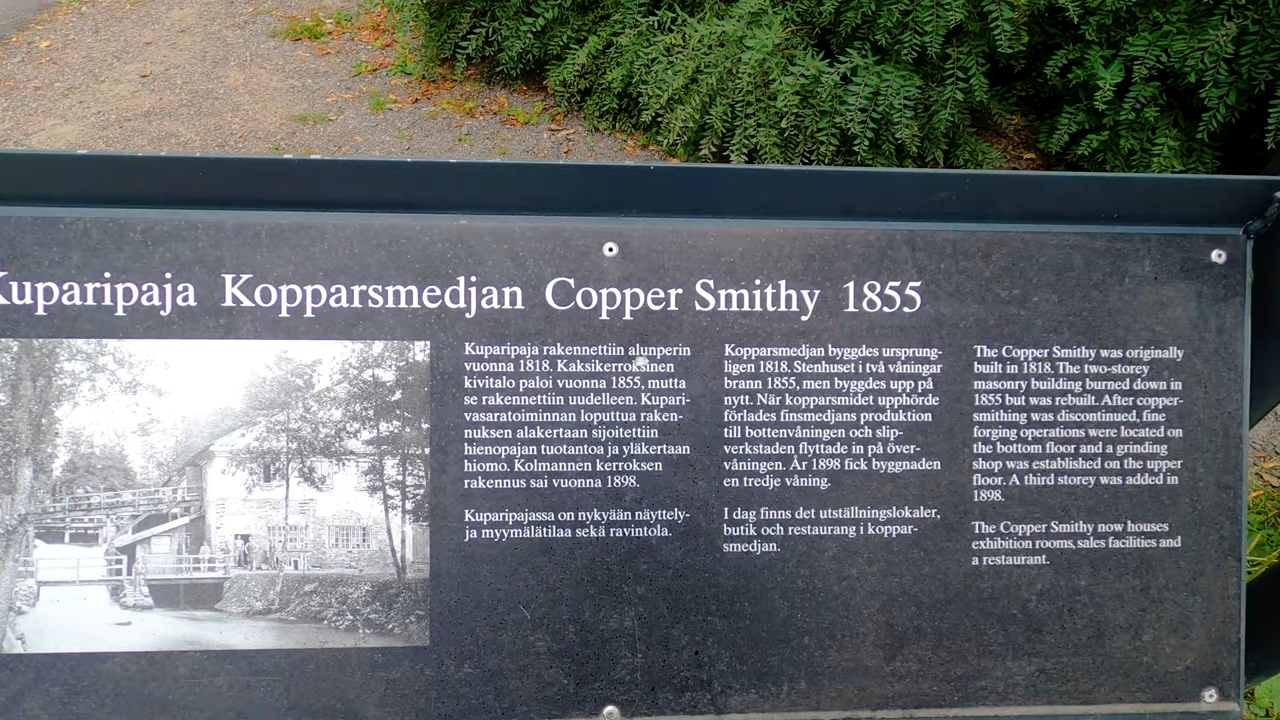 Kuparipaja Kopparsmedjan Copper Smithy 1855
Kuparipaja rakennettiin alunperin
vuonna 1818. Kaksikerroksinen
kivitalo paloi vuonna 1855, mutta
se rakennettiin uudelleen. Kupari-
vasaratoiminnan loputtua raken-
nuksen alakertaan sijoitettiin
hienopajan tuotantoa ja yläkertaan
hiomo. Kolmannen kerroksen
rakennus sai vuonna 1898.
Kuparipajassa on nykyään näyttely-
ja myymälätilaa sekä ravintola.
Kopparsmedjan byggdes ursprung-
ligen 1818. Stenhuset i två våningar
brann 1855, men byggdes upp på
nytt. När kopparsmidet upphörde
förlades finsmedjans produktion
till bottenvåningen och slip-
verkstaden flyttade in på över-
våningen. År 1898 fick byggnaden
en tredje våning.
I dag finns det utställningslokaler,
butik och restaurang i koppar-
smedjan.
The Copper Smithy was originally
built in 1818. The two-storey
masonry building burned down in
1855 but was rebuilt. After copper-
smithing was discontinued, fine
forging operations were located on
the bottom floor and a grinding
shop was established on the upper
floor. A third storey was added in
1898.
The Copper Smithy now houses
exhibition rooms, sales facilities and
a restaurant.